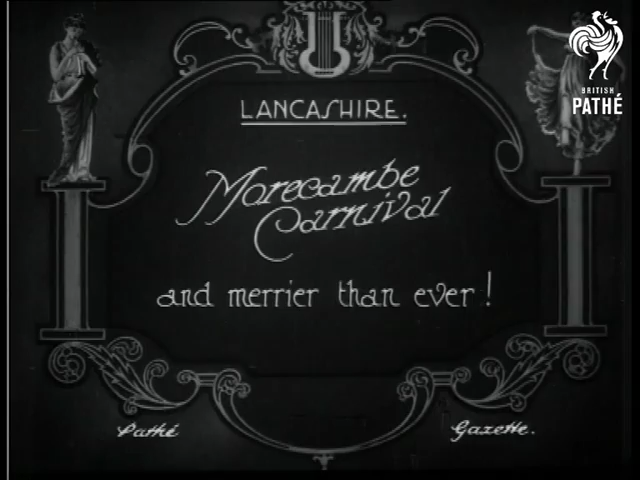 BRITISH
PATHÉ
LANCASHIRE.
Morecambe
Carnival
and merrier than ever!
Pathé Gazette.